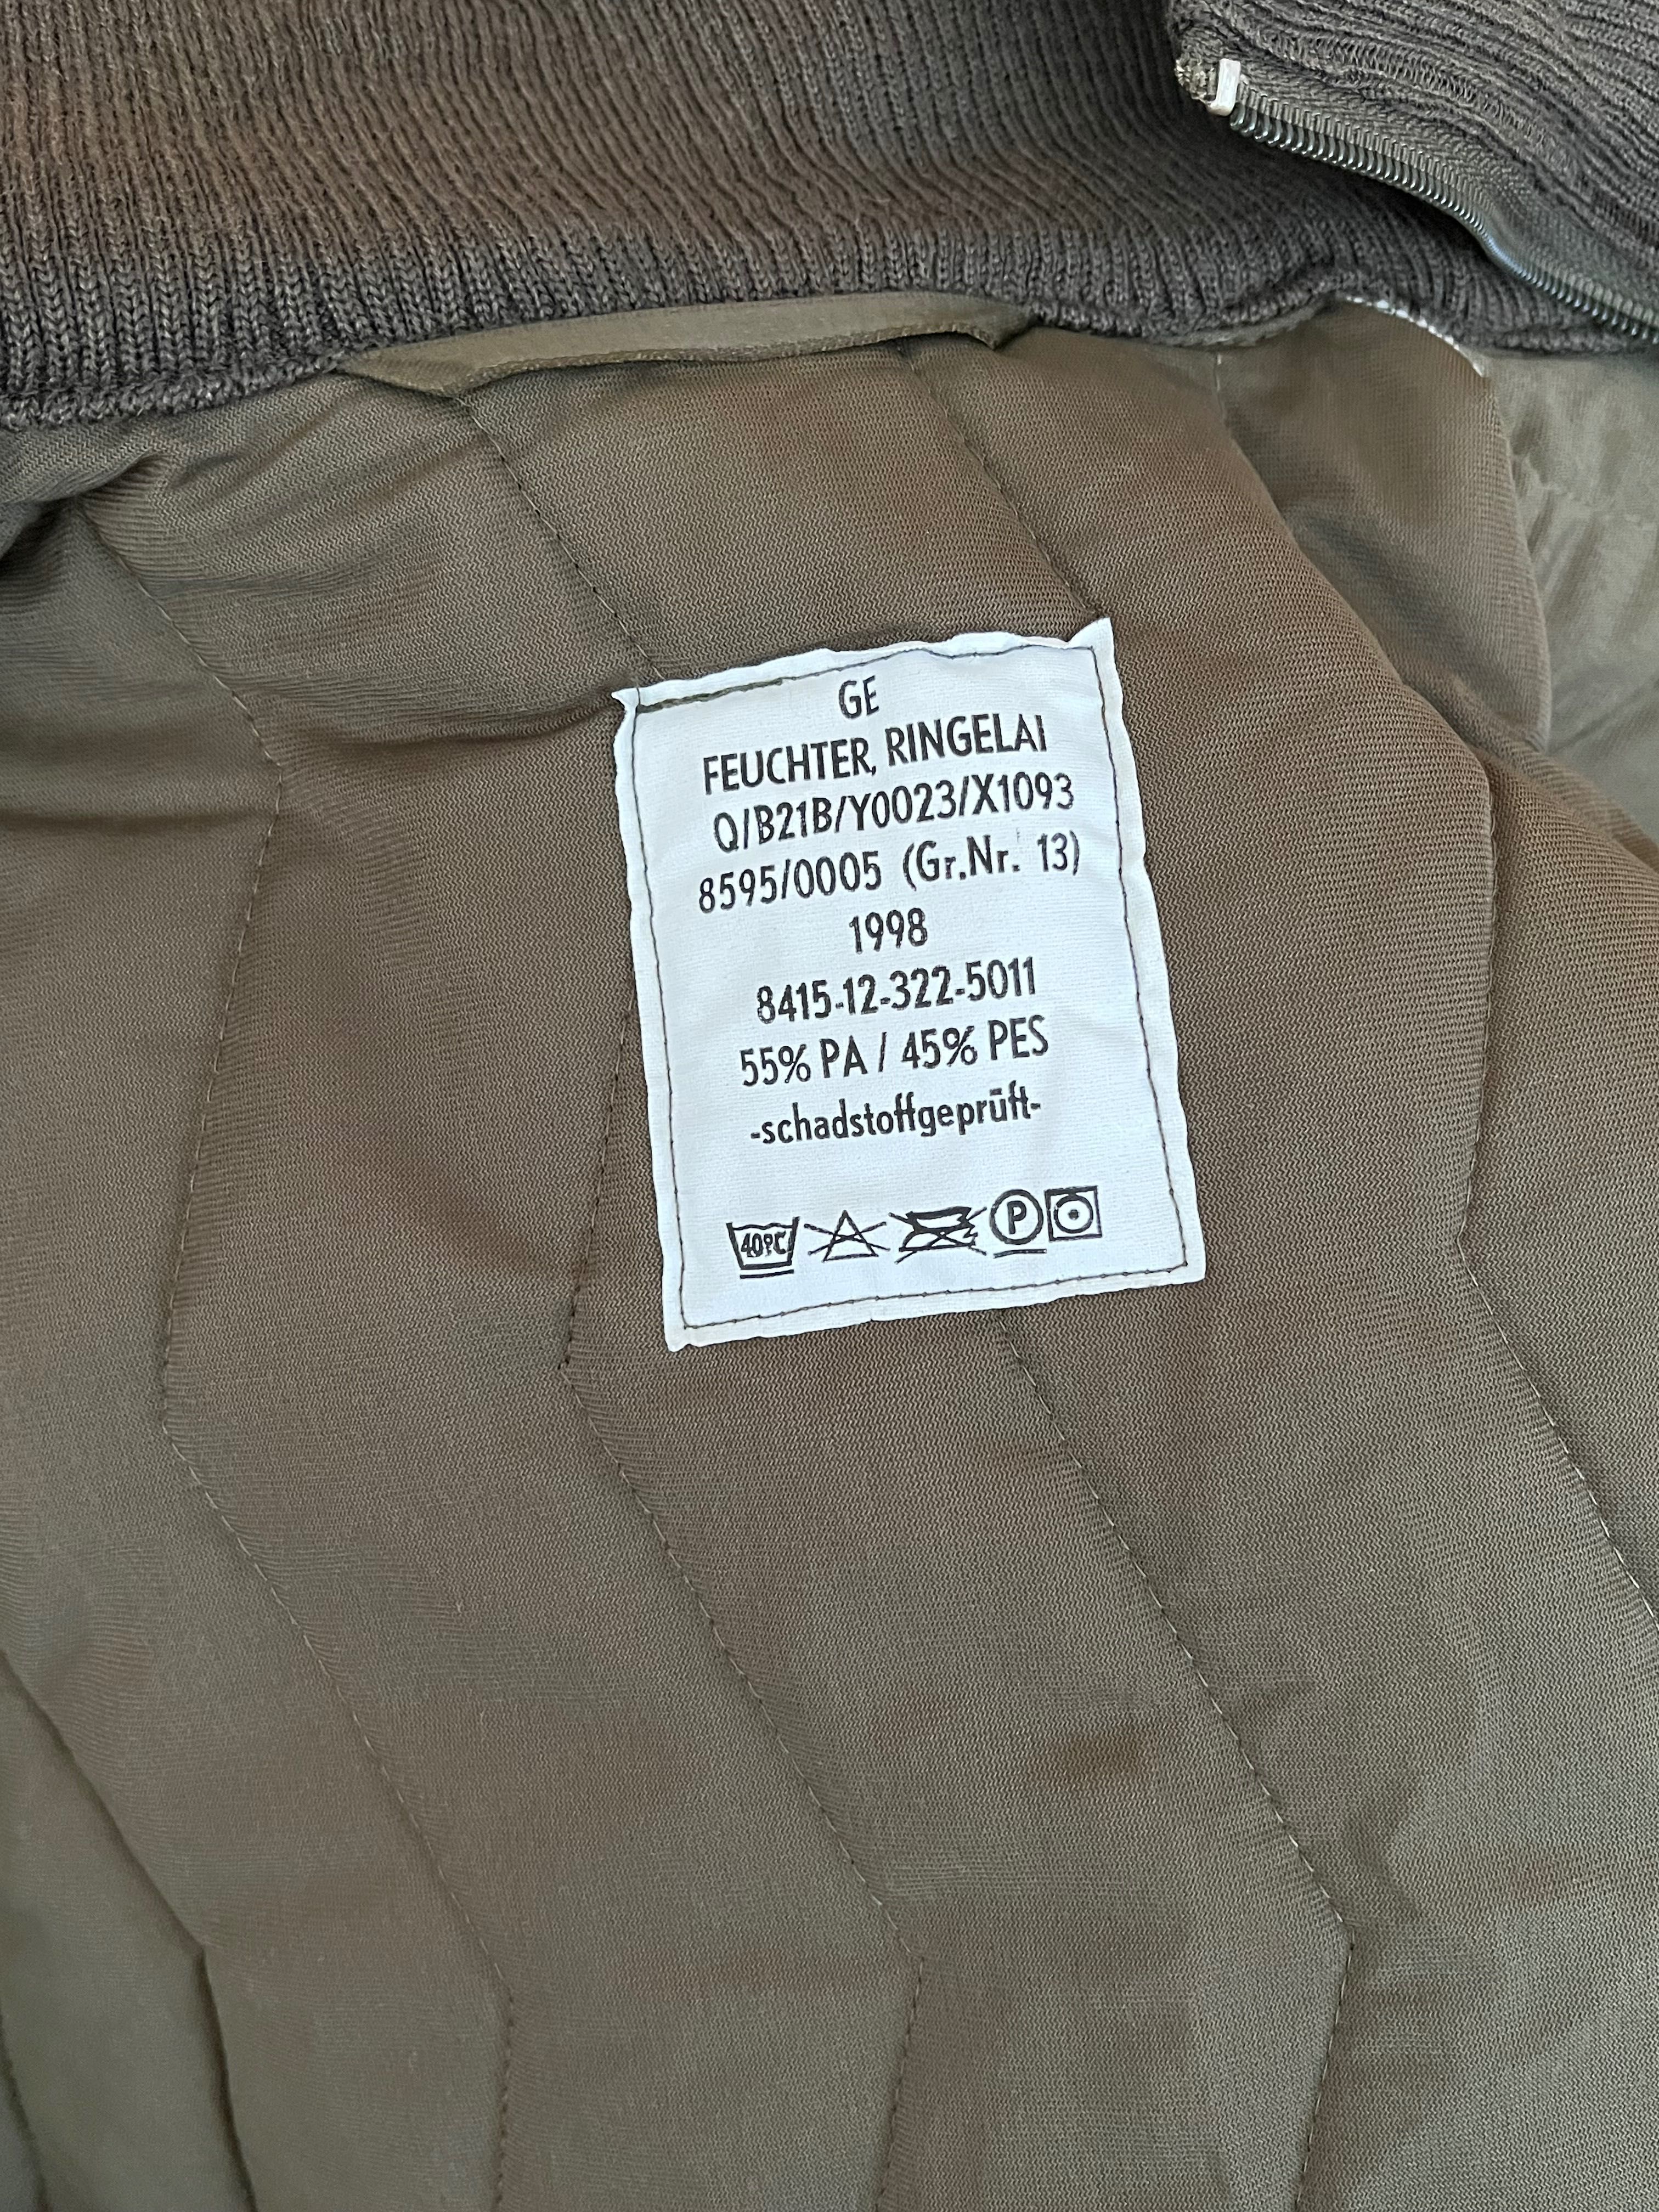 GE
FEUCHTER, RINGELAI
Q/B21B/Y0023/X1093
8595/0005 (Gr.Nr. 13)
1998
8415-12-322-5011
55% PA / 45% PES
-schadstoffgeprüft-
40ºC P